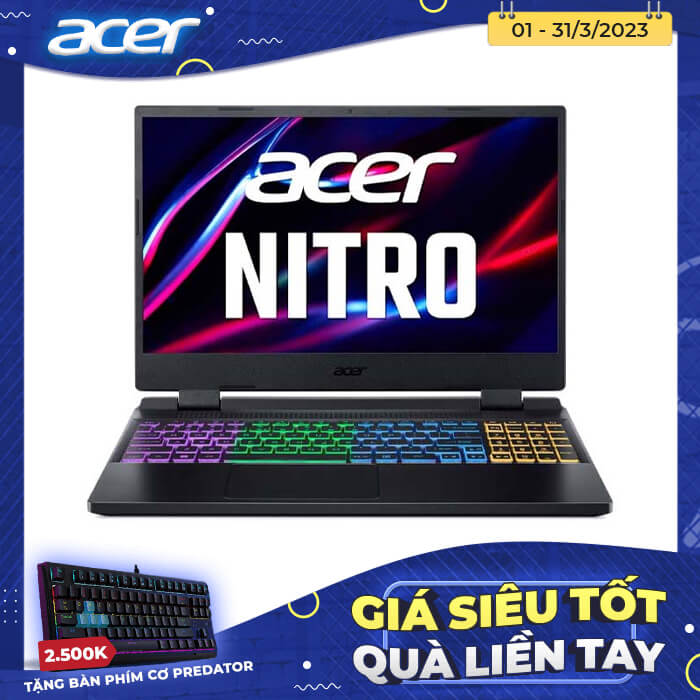 acer
01 - 31/3/2023
acer
NITRO
acer
2.500K
TẶNG BÀN PHÍM CƠ PREDATOR
GIÁ SIÊU TỐT
QUÀ LIỀN TAY